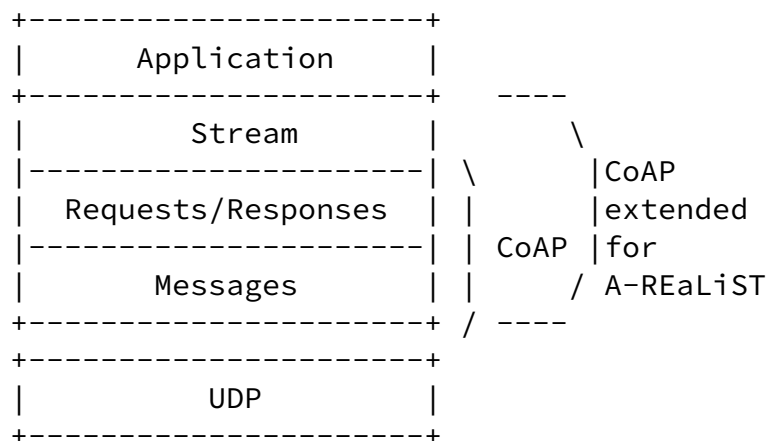 +----------------------+
|      Application     |
+----------------------+   ----
|        Stream        |       \
|----------------------| \      |CoAP
|  Requests/Responses  | |      |extended
|----------------------| | CoAP |for
|       Messages       | |     / A-REaLiST
+----------------------+ / ----
+----------------------+
|         UDP          |
+----------------------+